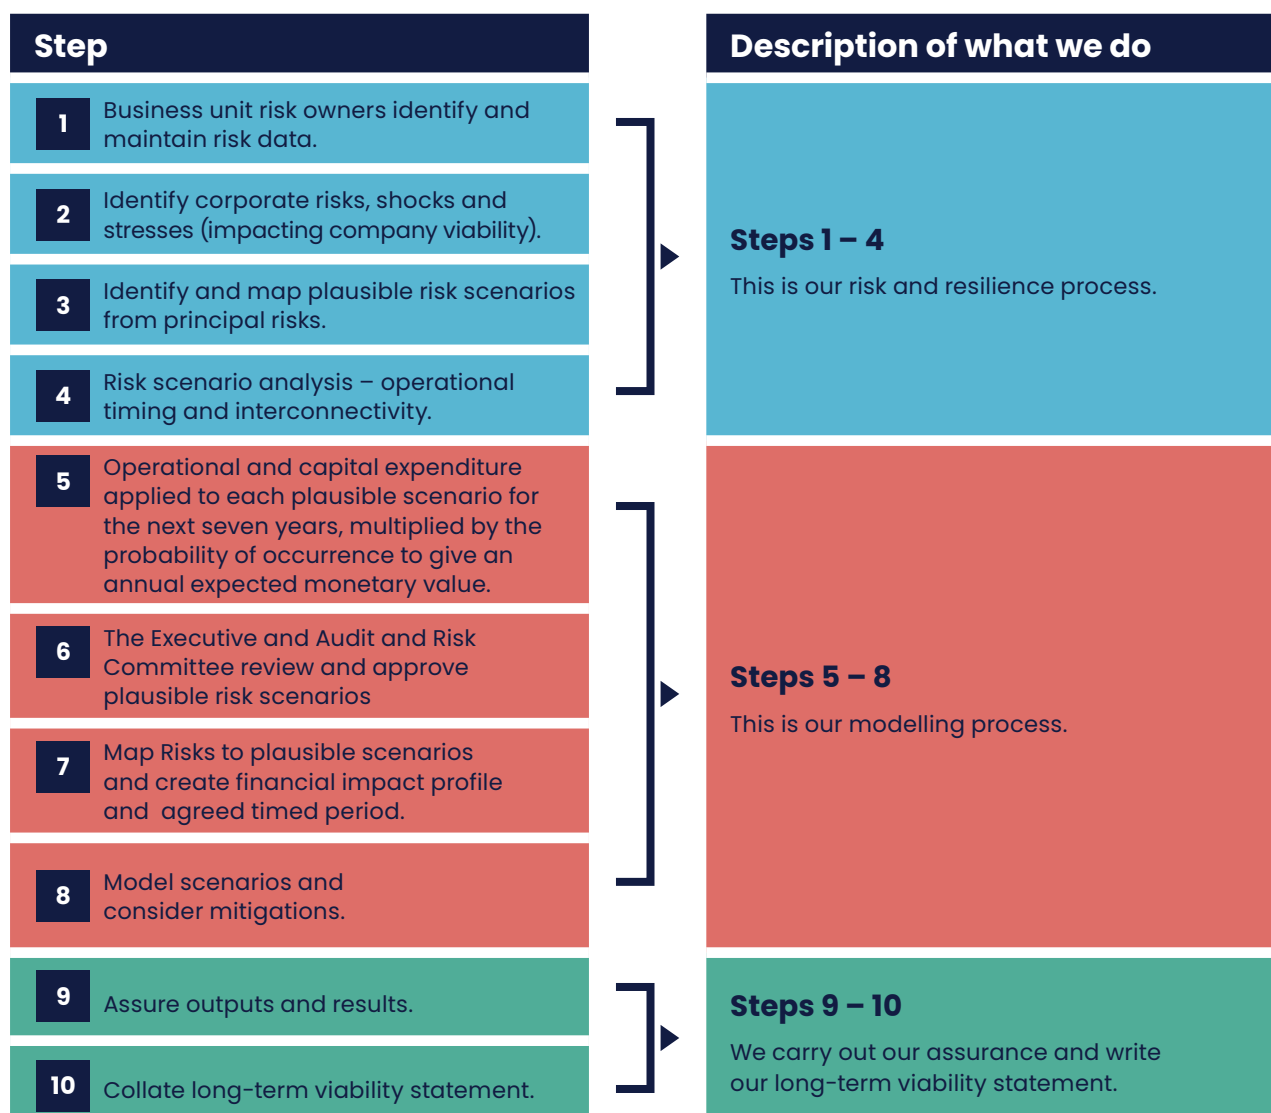 Step
Description of what we do
1
Business unit risk owners identify and
maintain risk data.
2
Identify corporate risks, shocks and
stresses (impacting company viability).
3
Identify and map plausible risk scenarios
from principal risks.
4
Risk scenario analysis – operational
timing and interconnectivity.
Steps 1 – 4
This is our risk and resilience process.
5
Operational and capital expenditure
applied to each plausible scenario for
the next seven years, multiplied by the
probability of occurrence to give an
annual expected monetary value.
6
The Executive and Audit and Risk
Committee review and approve
plausible risk scenarios
7
Map Risks to plausible scenarios
and create financial impact profile
and  agreed timed period.
8
Model scenarios and
consider mitigations.
Steps 5 – 8
This is our modelling process.
9
Assure outputs and results.
10
Collate long-term viability statement.
Steps 9 – 10
We carry out our assurance and write
our long-term viability statement.